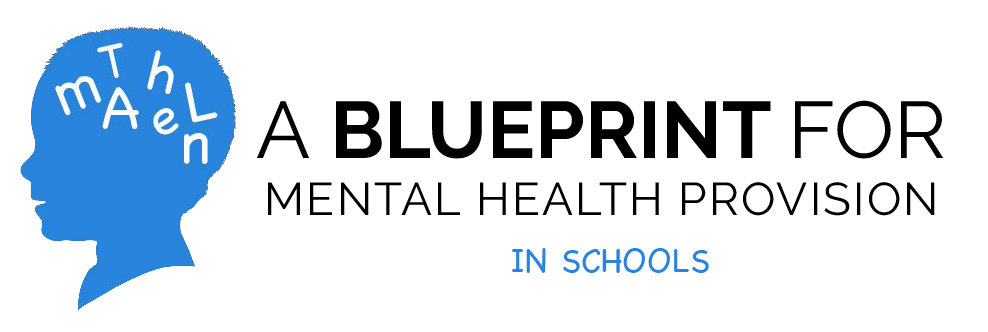 m T h A e L n
A BLUEPRINT FOR
MENTAL HEALTH PROVISION
IN SCHOOLS